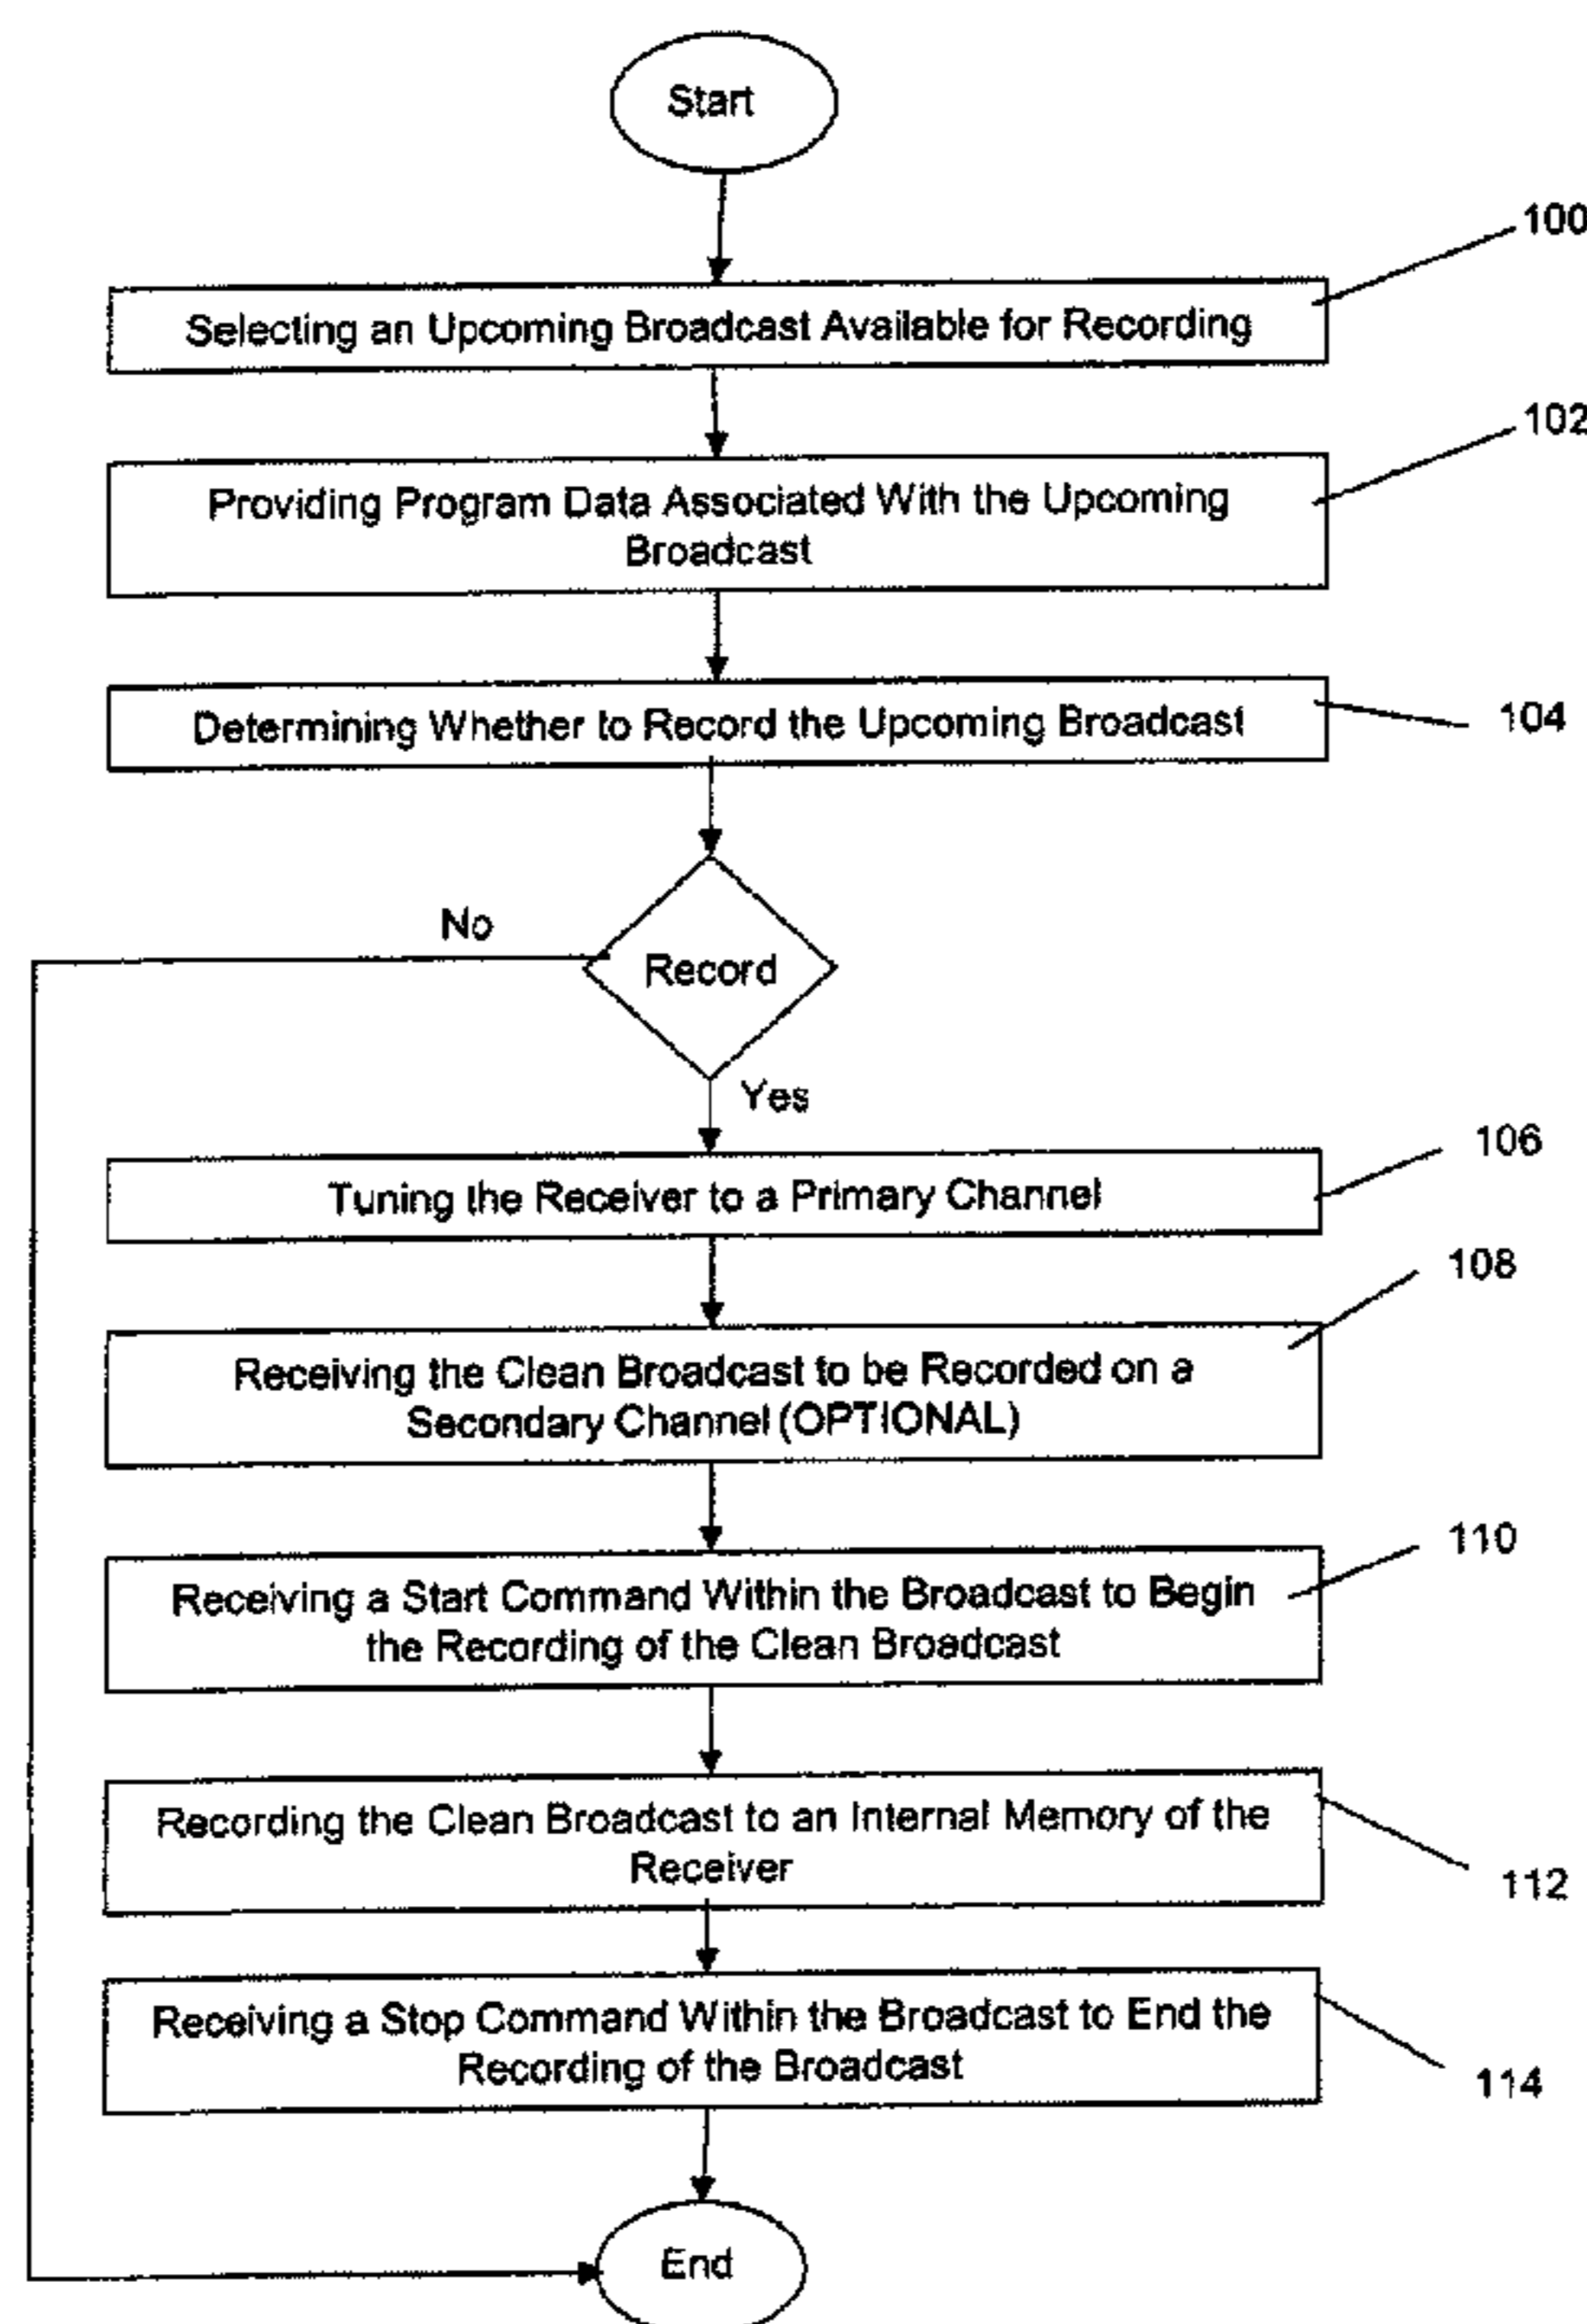 Start
100
Selecting an Upcoming Broadcast Available for Recording
102
Providing Program Data Associated With the Upcoming
Broadcast
Determining Whether to Record the Upcoming Broadcast
104
No
Record
Yes
106
Tuning the Receiver to a Primary Channel
108
Receiving the Clean Broadcast to be Recorded on a
Secondary Channel (OPTIONAL)
110
Receiving a Start Command Within the Broadcast to Begin
the Recording of the Clean Broadcast
Recording the Clean Broadcast to an Internal Memory of the
Receiver
112
Receiving a Stop Command Within the Broadcast to End the
Recording of the Broadcast
114
End